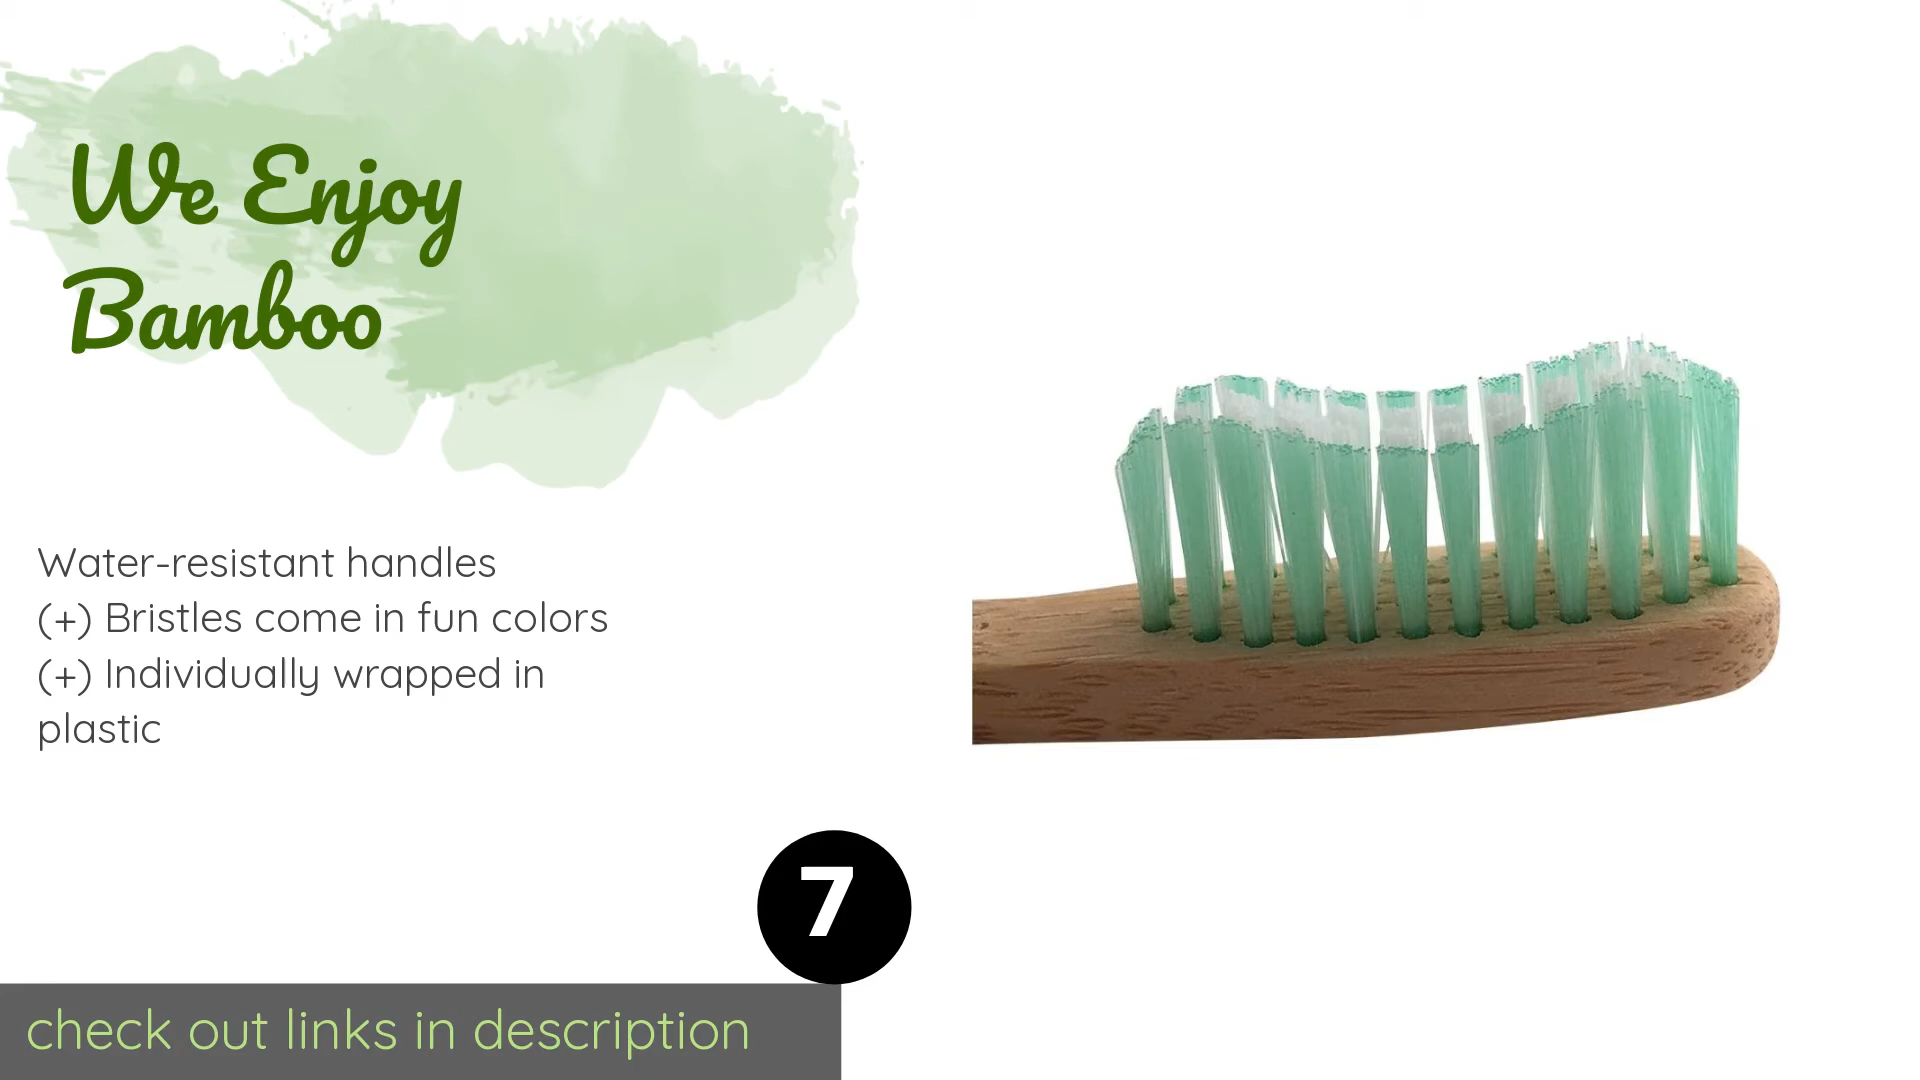 We Enjoy
Bamboo
Water-resistant handles
(+) Bristles come in fun colors
(+) Individually wrapped in
plastic
7
check out links in description